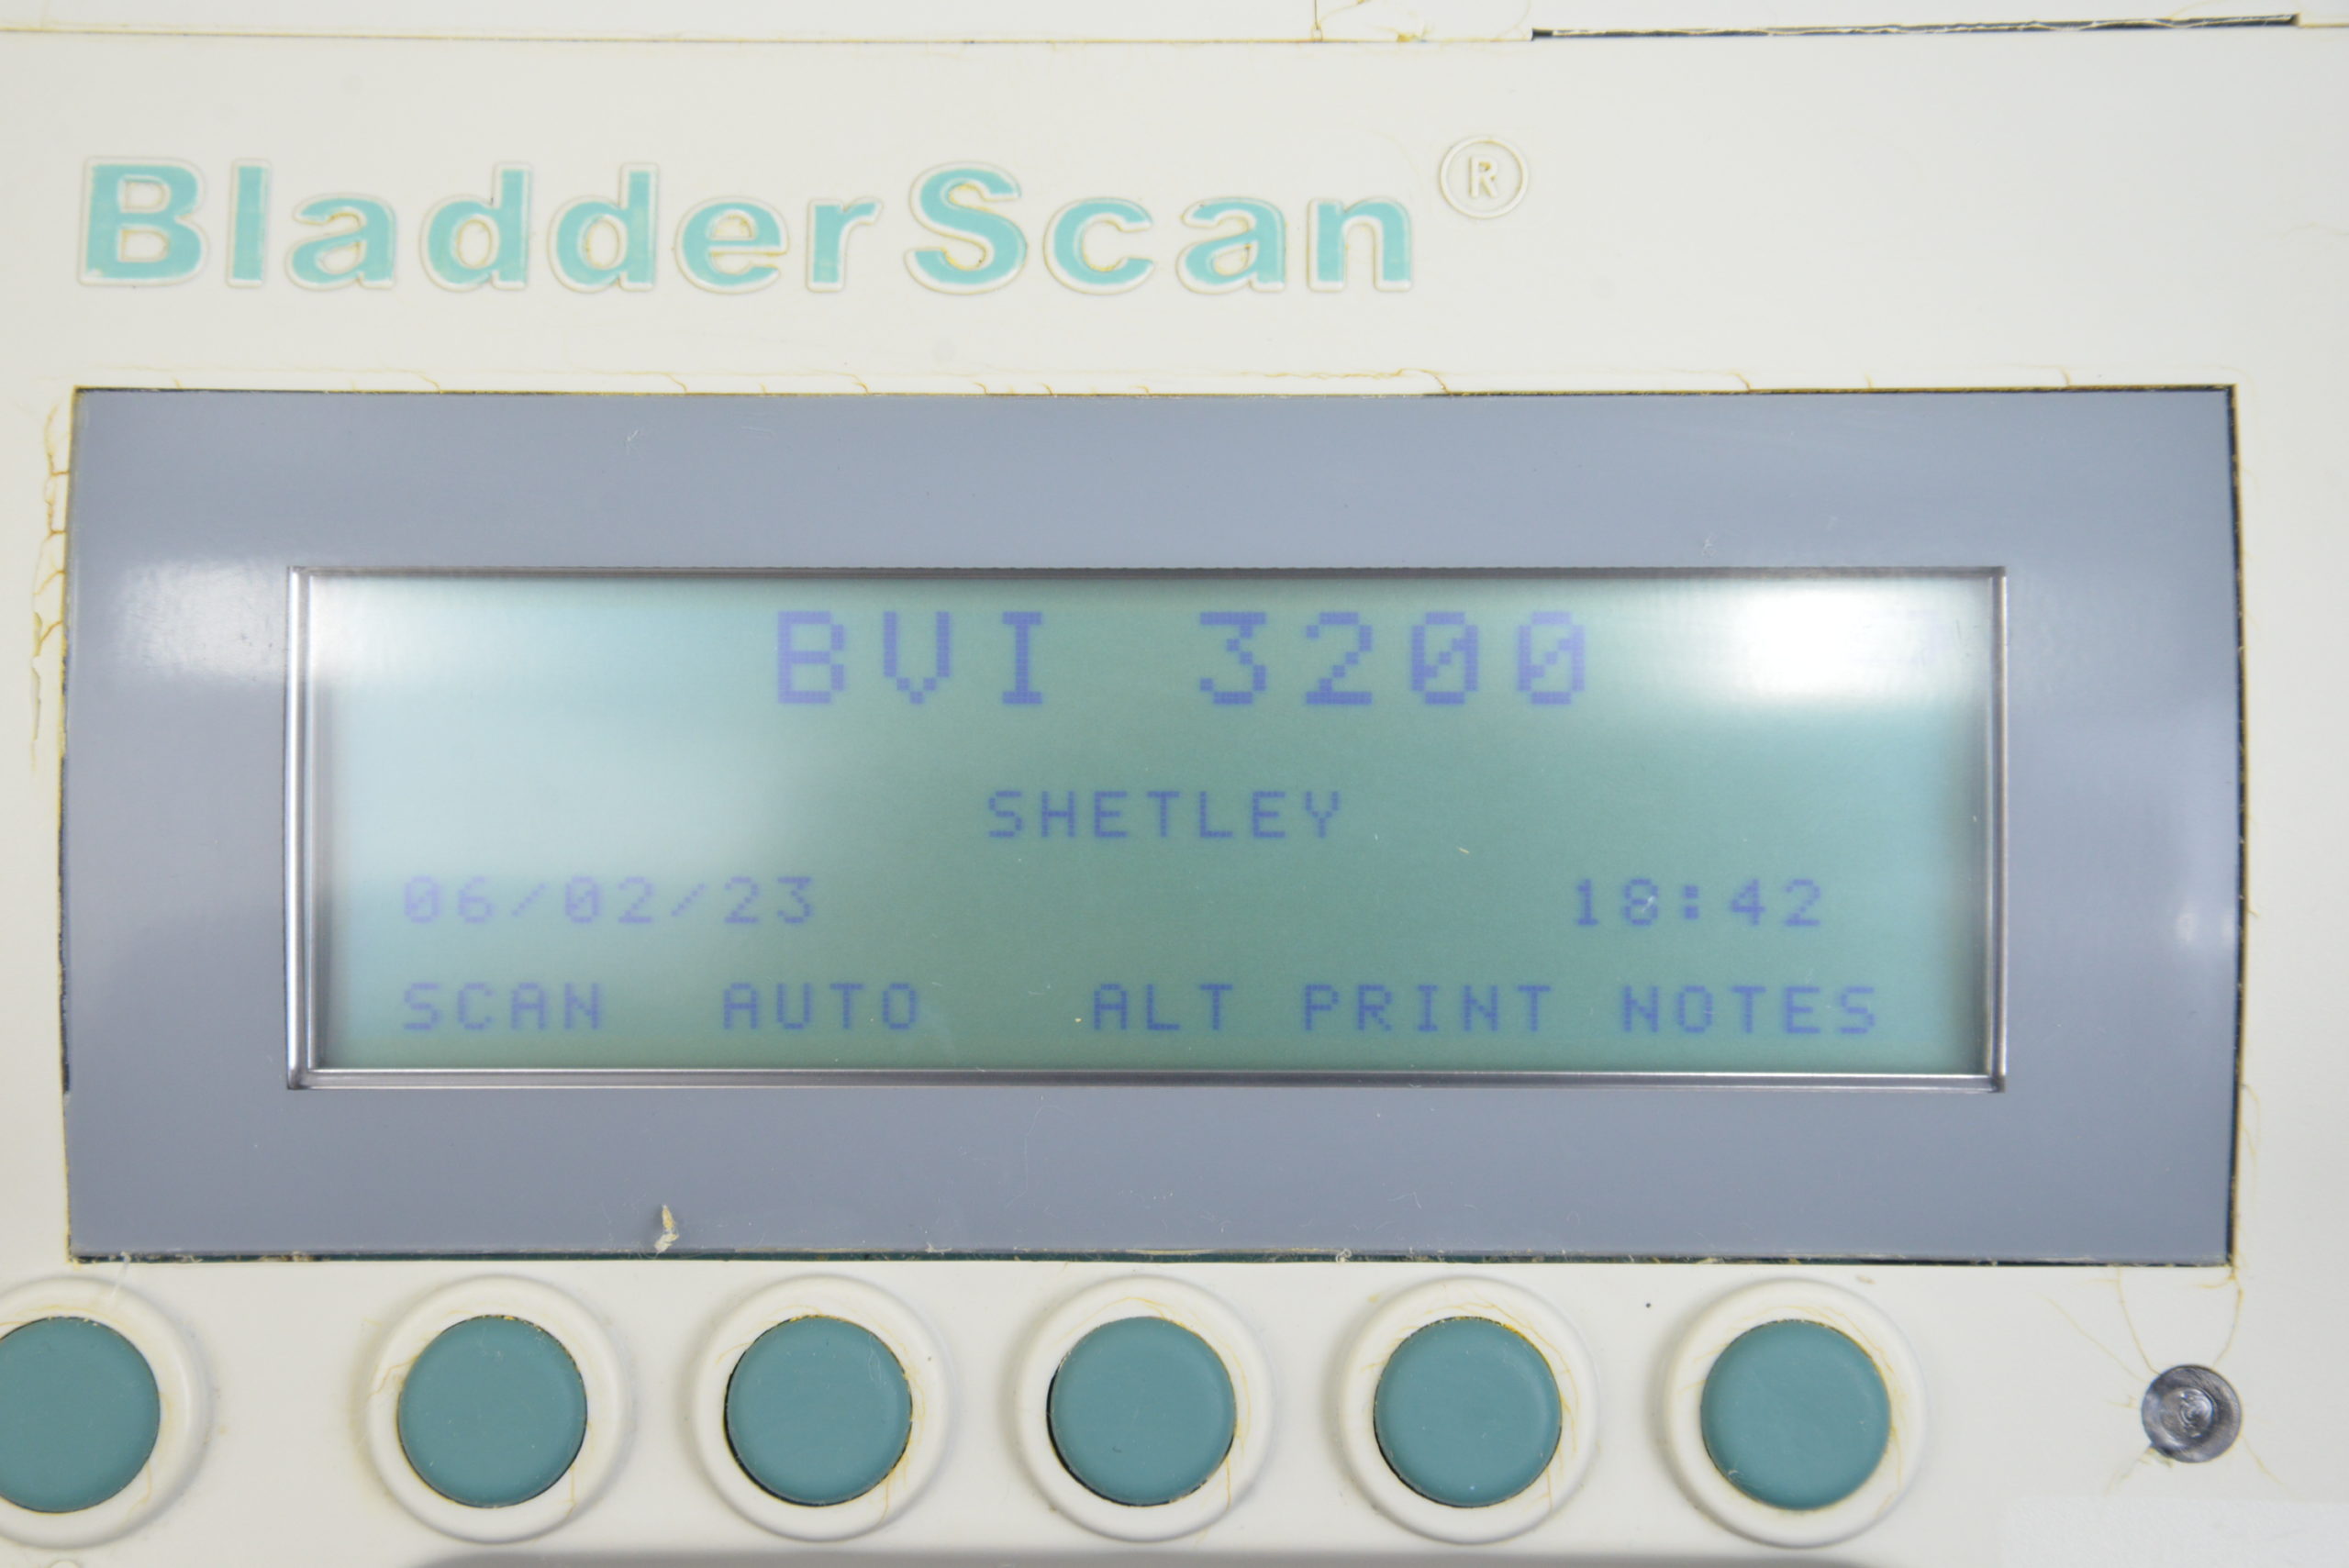 BladderScan®
BVI 3200
SHETLEY
06/02/23 18:42
SCAN AUTO ALT PRINT NOTES